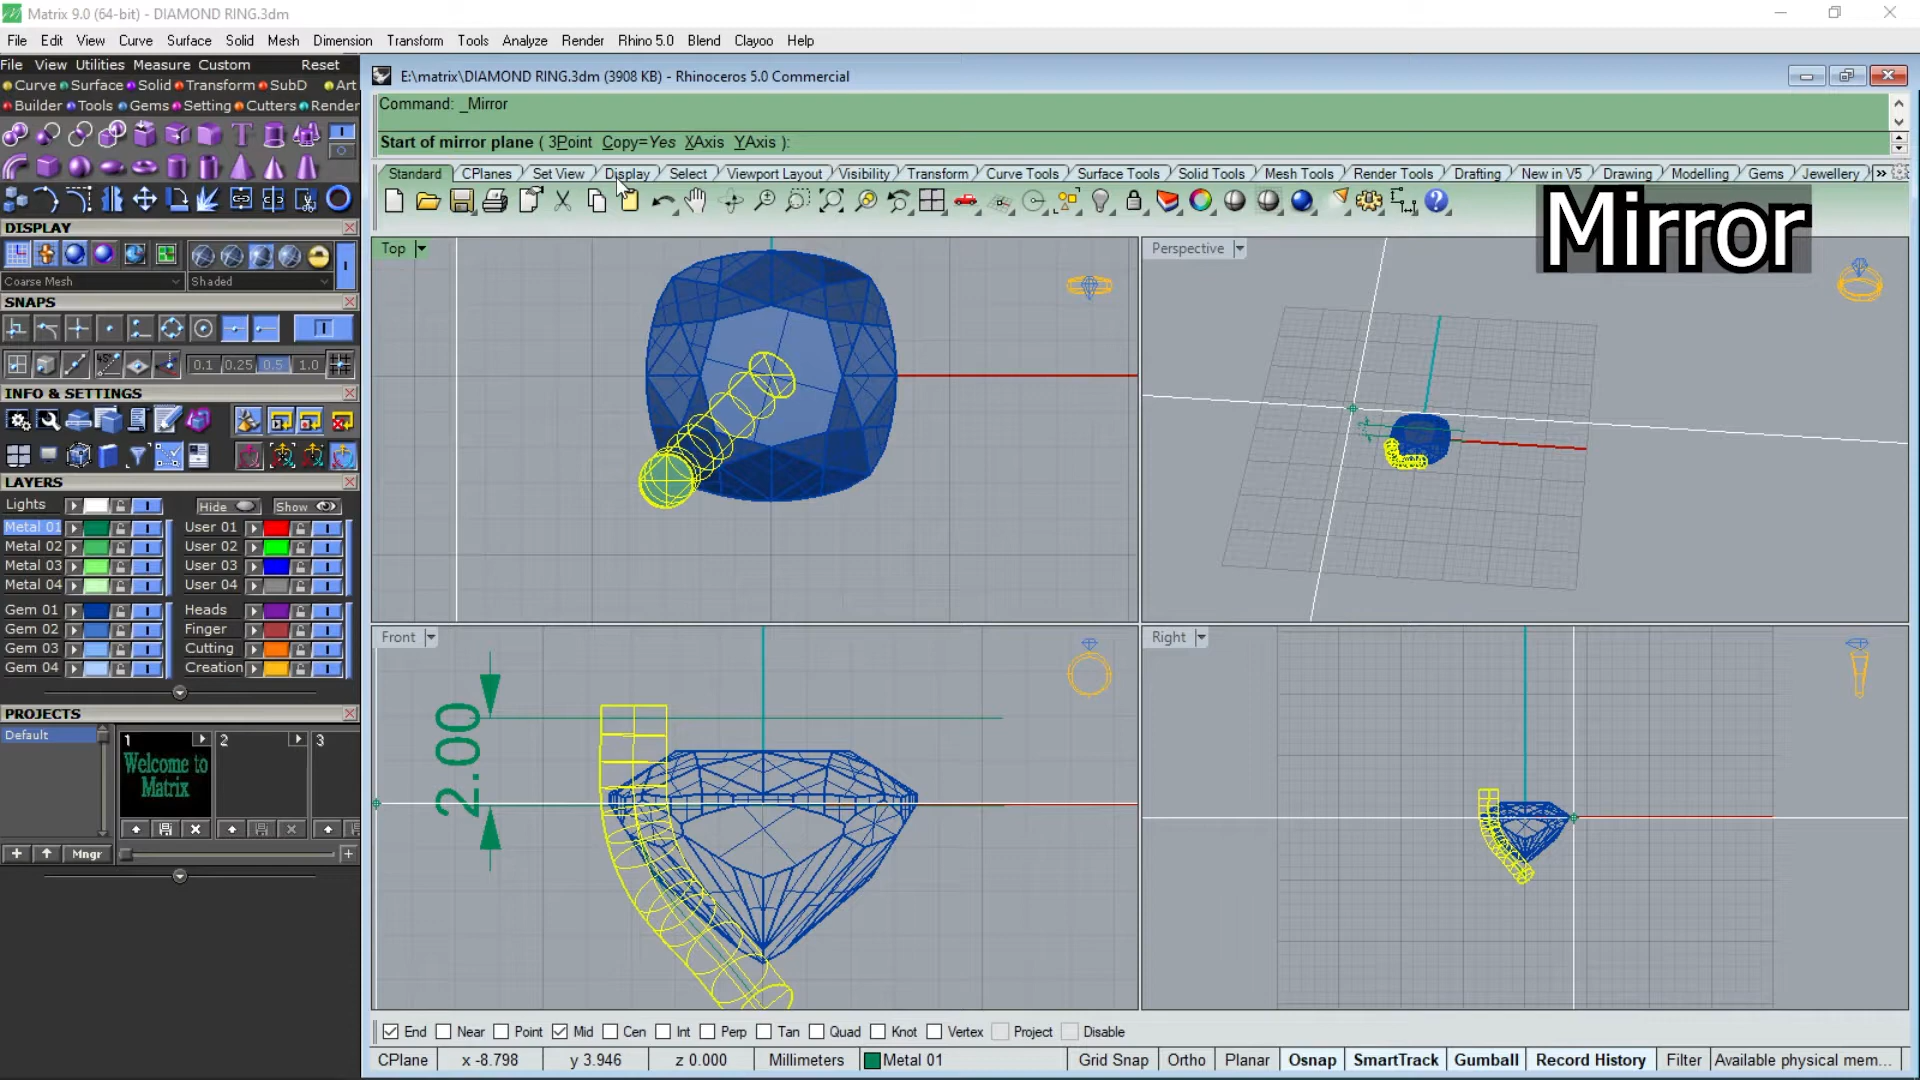 Matrix 9.0 (64-bit) - DIAMOND RING.3dm
File Edit View Curve Surface Solid Mesh Dimension Transform Tools Analyze Render Rhino 5.0 Blend Clayoo Help
File View Utilities Measure Custom Reset
Curve Surface Solid Transform SubD Art
Builder Tools Gems Setting Cutters Render
E:\matrix\DIAMOND RING.3dm (3908 KB) - Rhinoceros 5.0 Commercial
Command: _Mirror
Start of mirror plane ( 3Point Copy=Yes XAxis YAxis ):
Standard CPlanes Set View Display Select Viewport Layout Visibility Transform Curve Tools Surface Tools Solid Tools Mesh Tools Render Tools Drafting New in V5 Drawing Modelling Gems Jewellery »
Mirror
DISPLAY
Coarse Mesh Shaded
SNAPS
45°
0.1 0.25 0.5 1.0
INFO & SETTINGS
LAYERS
Lights Hide Show
Metal 01 User 01
Metal 02 User 02
Metal 03 User 03
Metal 04 User 04
Gem 01 Heads
Gem 02 Finger
Gem 03 Cutting
Gem 04 Creation
PROJECTS
Default
1 2 3
Welcome to
Matrix
Mngr
Top
Perspective
Front
Right
2.00
End Near Point Mid Cen Int Perp Tan Quad Knot Vertex Project Disable
CPlane x -8.798 y 3.946 z 0.000 Millimeters Metal 01 Grid Snap Ortho Planar Osnap SmartTrack Gumball Record History Filter Available physical mem...